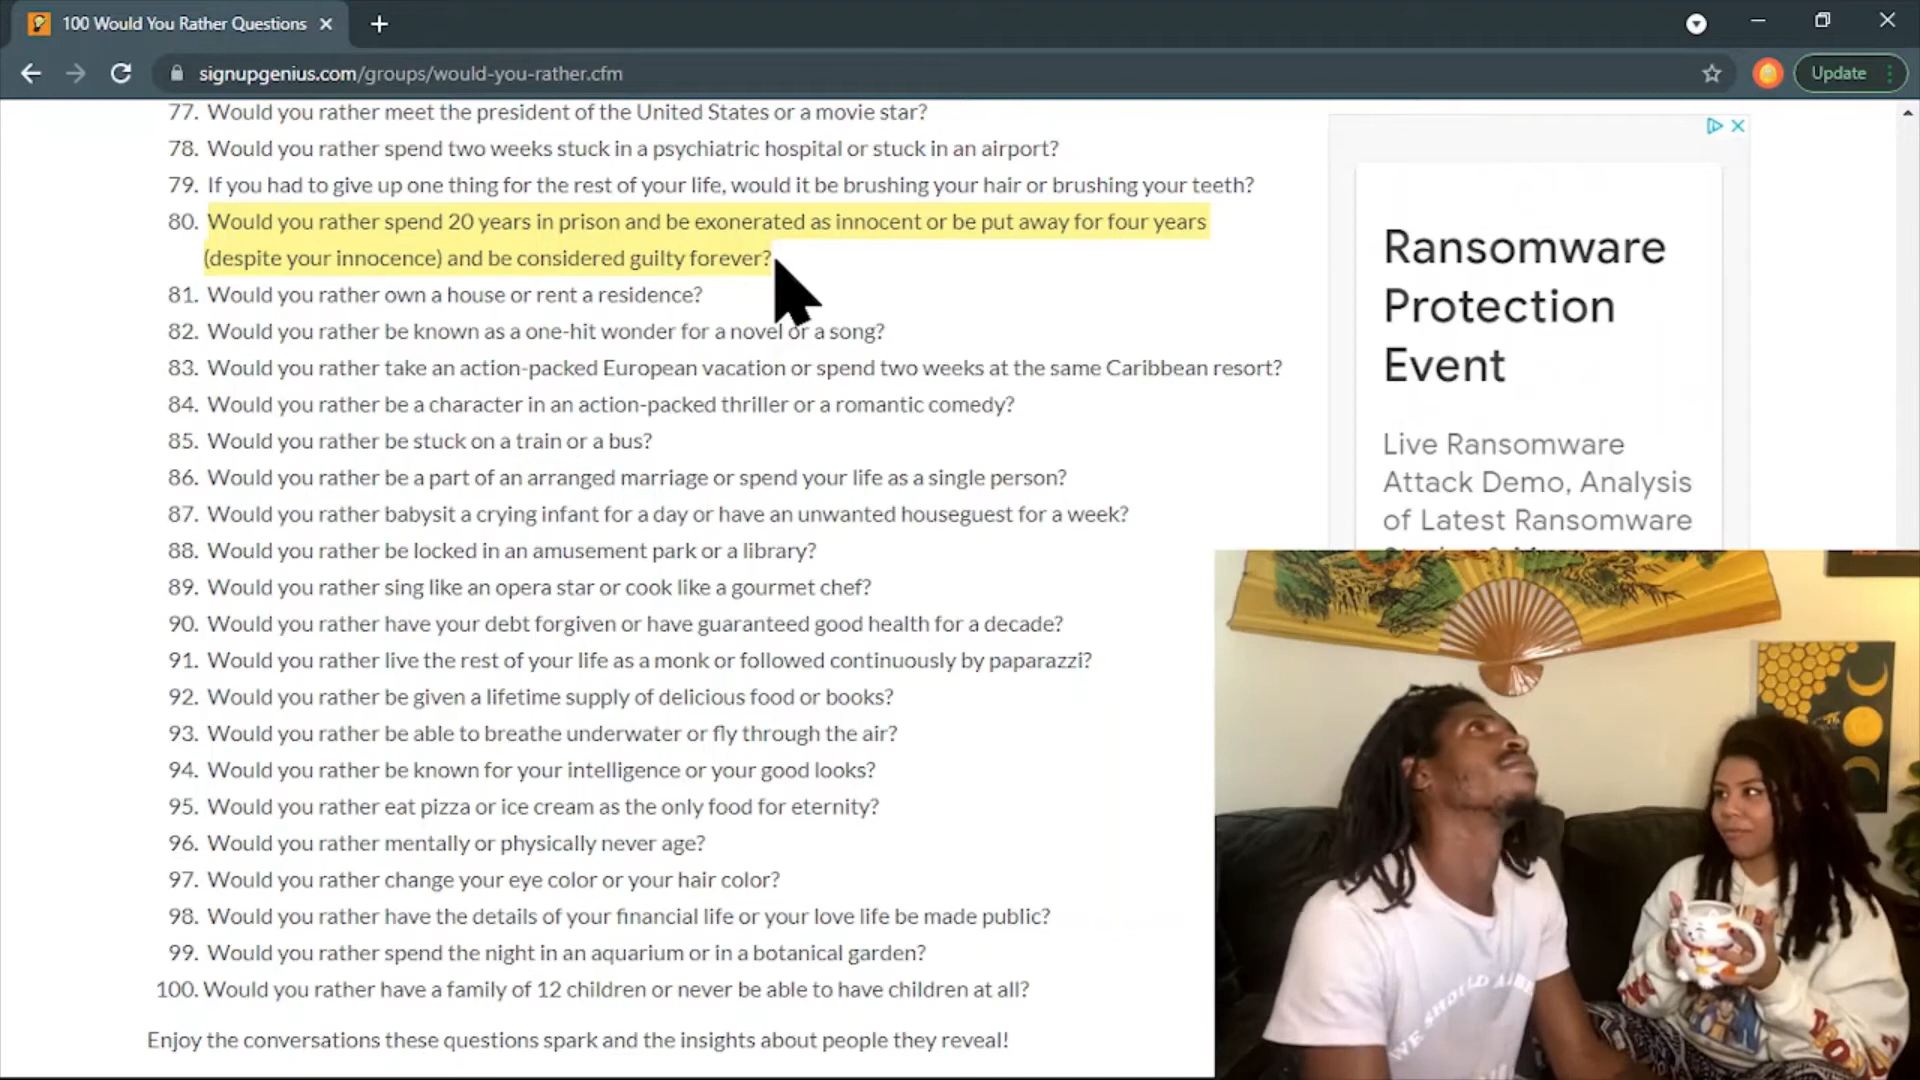 100 Would You Rather Questions
signupgenius.com/groups/would-you-rather.cfm
Update
77. Would you rather meet the president of the United States or a movie star?
78. Would you rather spend two weeks stuck in a psychiatric hospital or stuck in an airport?
79. If you had to give up one thing for the rest of your life, would it be brushing your hair or brushing your teeth?
80. Would you rather spend 20 years in prison and be exonerated as innocent or be put away for four years
(despite your innocence) and be considered guilty forever?
81. Would you rather own a house or rent a residence?
82. Would you rather be known as a one-hit wonder for a novel or a song?
83. Would you rather take an action-packed European vacation or spend two weeks at the same Caribbean resort?
84. Would you rather be a character in an action-packed thriller or a romantic comedy?
85. Would you rather be stuck on a train or a bus?
86. Would you rather be a part of an arranged marriage or spend your life as a single person?
87. Would you rather babysit a crying infant for a day or have an unwanted houseguest for a week?
88. Would you rather be locked in an amusement park or a library?
89. Would you rather sing like an opera star or cook like a gourmet chef?
90. Would you rather have your debt forgiven or have guaranteed good health for a decade?
91. Would you rather live the rest of your life as a monk or followed continuously by paparazzi?
92. Would you rather be given a lifetime supply of delicious food or books?
93. Would you rather be able to breathe underwater or fly through the air?
94. Would you rather be known for your intelligence or your good looks?
95. Would you rather eat pizza or ice cream as the only food for eternity?
96. Would you rather mentally or physically never age?
97. Would you rather change your eye color or your hair color?
98. Would you rather have the details of your financial life or your love life be made public?
99. Would you rather spend the night in an aquarium or in a botanical garden?
100. Would you rather have a family of 12 children or never be able to have children at all?
Enjoy the conversations these questions spark and the insights about people they reveal!
Ransomware
Protection
Event
Live Ransomware
Attack Demo, Analysis
of Latest Ransomware
WE SHOULD